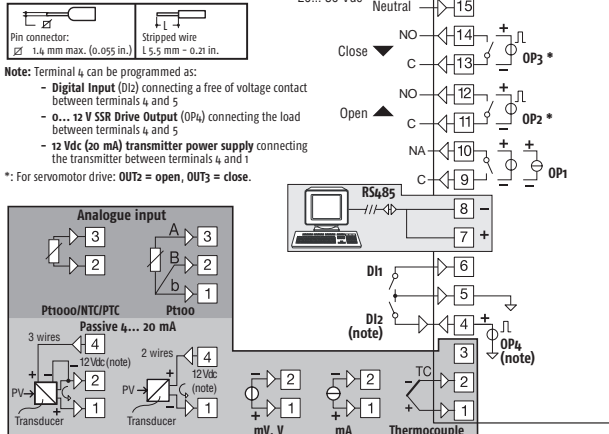 Pin connector:
Ø 1.4 mm max. (0.055 in.)
L
Stripped wire
L 5.5 mm - 0.21 in.
Note: Terminal 4 can be programmed as:
– Digital Input (DI2) connecting a free of voltage contact
between terminals 4 and 5
– 0... 12 V SSR Drive Output (OP4) connecting the load
between terminals 4 and 5
– 12 Vdc (20 mA) transmitter power supply connecting
the transmitter between terminals 4 and 1
*: For servomotor drive: OUT2 = open, OUT3 = close.
Neutral
15
NO
14
+
Close
C
13
–
OP3 *
NO
12
+
Open
C
11
–
OP2 *
NA
10
+
+
C
9
–
–
OP1
RS485
8
–
7
+
DI1
6
5
DI2
(note)
4
+
–
OP4
(note)
Analogue input
3
2
Pt1000/NTC/PTC
A
3
B
2
b
1
Pt100
Passive 4... 20 mA
3 wires
4
12Vdc (note)
+
–
2
PV
+
1
Transducer
2 wires
4
12Vdc
(note)
+
PV
–
1
Transducer
–
2
+
1
mV, V
–
2
+
1
mA
3
TC
–
2
+
1
Thermocouple